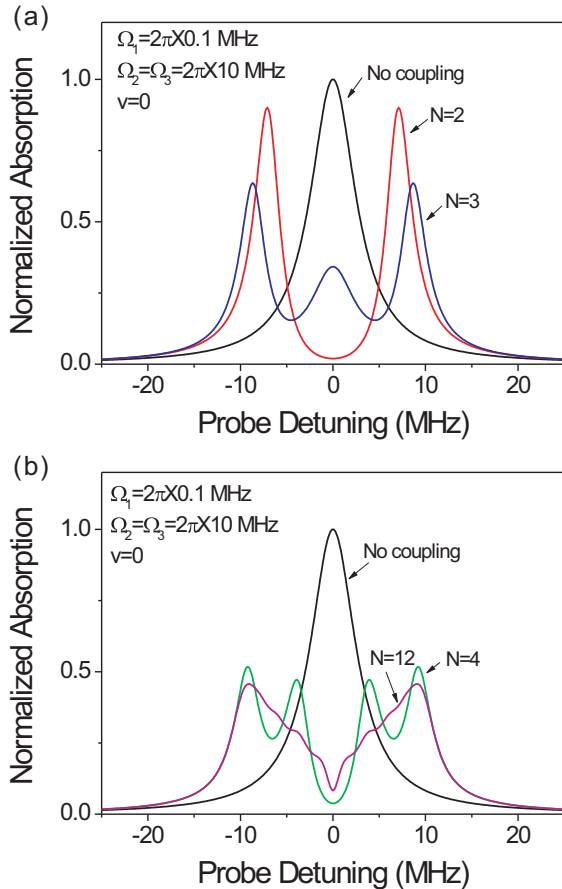 (a)
Ω₁=2πX0.1 MHz
Ω₂=Ω₃=2πX10 MHz
v=0
No coupling
N=2
N=3
1.0
0.5
0.0
Normalized Absorption
-20 -10 0 10 20
Probe Detuning (MHz)
(b)
Ω₁=2πX0.1 MHz
Ω₂=Ω₃=2πX10 MHz
v=0
No coupling
N=12 N=4
1.0
0.5
0.0
Normalized Absorption
-20 -10 0 10 20
Probe Detuning (MHz)